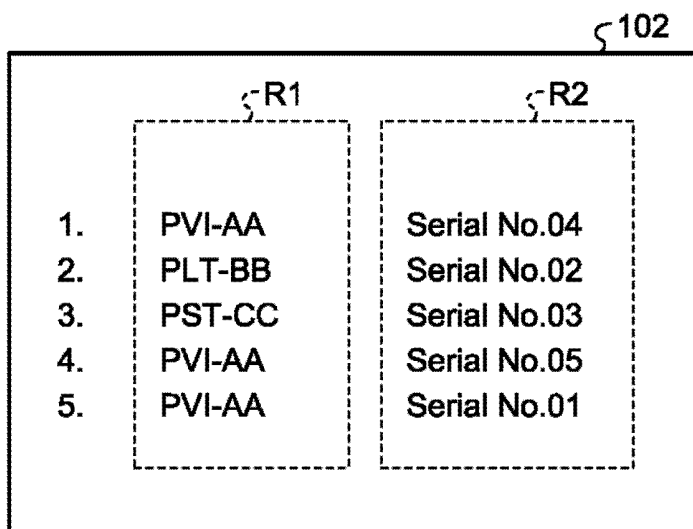 102
R1 R2
1. PVI-AA Serial No.04
2. PLT-BB Serial No.02
3. PST-CC Serial No.03
4. PVI-AA Serial No.05
5. PVI-AA Serial No.01